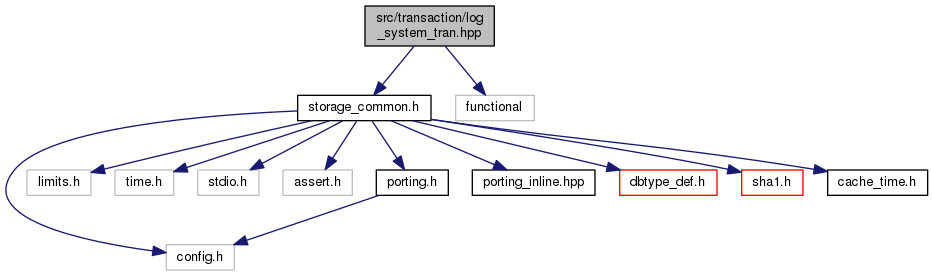 src/transaction/log
_system_tran.hpp
storage_common.h
functional
limits.h
time.h
stdio.h
assert.h
porting.h
porting_inline.hpp
dbtype_def.h
sha1.h
cache_time.h
config.h